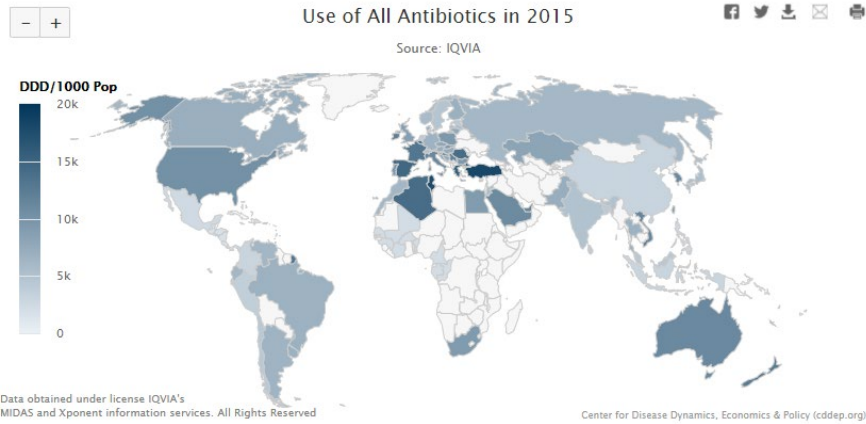 − +
Use of All Antibiotics in 2015
Source: IQVIA
DDD/1000 Pop
20k
15k
10k
5k
0
Data obtained under license IQVIA's
MIDAS and Xponent information services. All Rights Reserved
Center for Disease Dynamics, Economics & Policy (cddep.org)